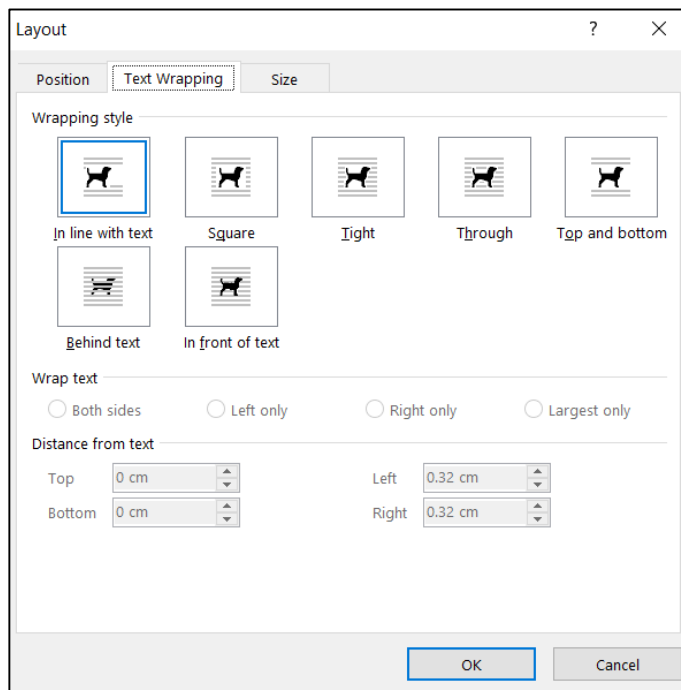 Layout ?
Position Text Wrapping Size
Wrapping style
In line with text Square Tight Through Top and bottom
Behind text In front of text
Wrap text
Both sides Left only Right only Largest only
Distance from text
Top 0 cm Left 0.32 cm
Bottom 0 cm Right 0.32 cm
OK Cancel